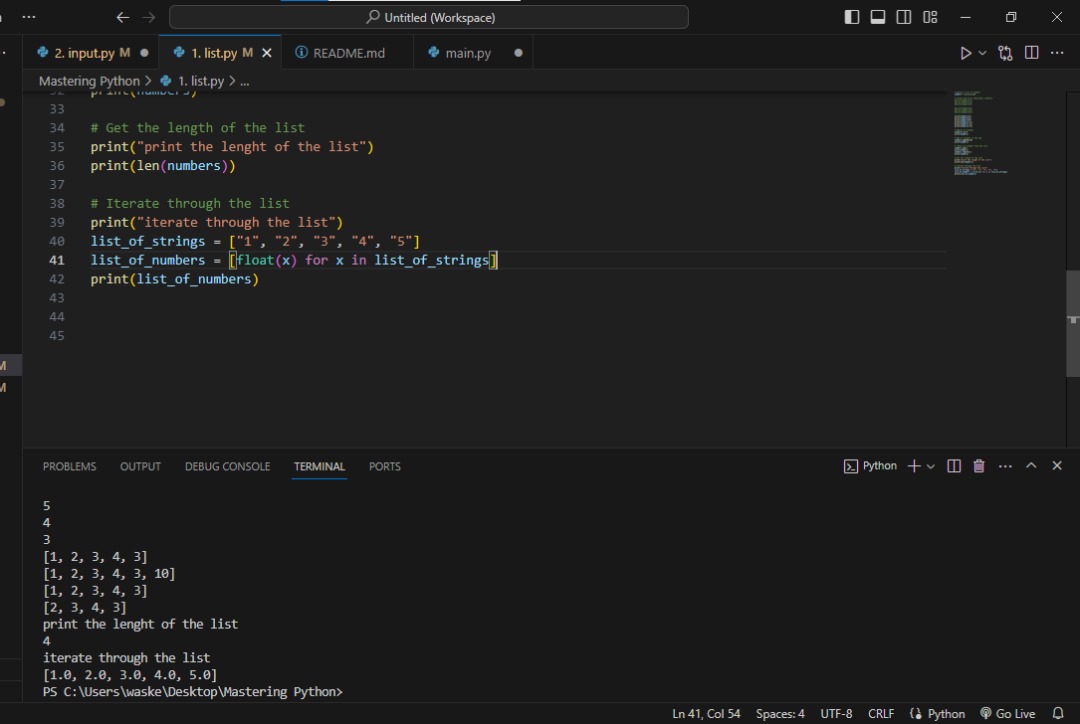 Untitled (Workspace)
2. input.py M
1. list.py M
README.md
main.py
Mastering Python > 1. list.py > ...
32 print(numbers)
33
34 # Get the length of the list
35 print("print the lenght of the list")
36 print(len(numbers))
37
38 # Iterate through the list
39 print("iterate through the list")
40 list_of_strings = ["1", "2", "3", "4", "5"]
41 list_of_numbers = [float(x) for x in list_of_strings]
42 print(list_of_numbers)
43
44
45
M
M
PROBLEMS OUTPUT DEBUG CONSOLE TERMINAL PORTS
Python
5
4
3
[1, 2, 3, 4, 3]
[1, 2, 3, 4, 3, 10]
[1, 2, 3, 4, 3]
[2, 3, 4, 3]
print the lenght of the list
4
iterate through the list
[1.0, 2.0, 3.0, 4.0, 5.0]
PS C:\Users\waske\Desktop\Mastering Python>
Ln 41, Col 54 Spaces: 4 UTF-8 CRLF Python Go Live